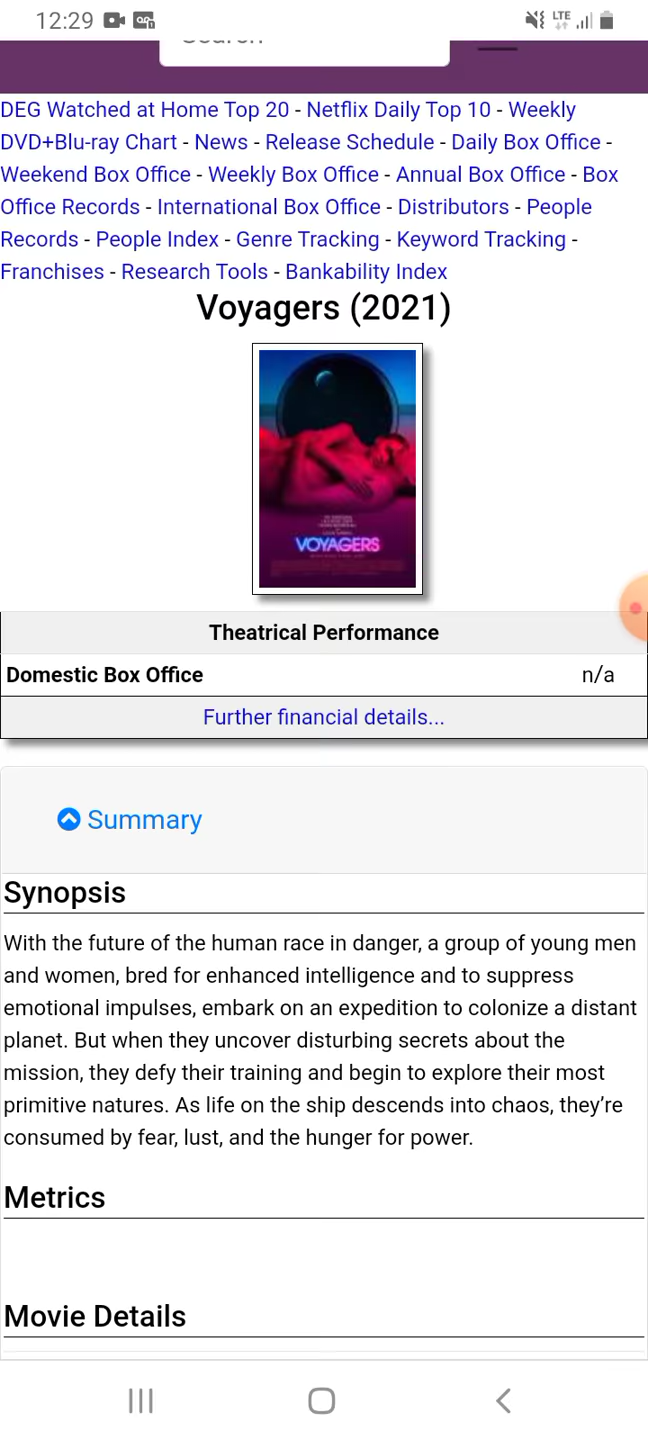 12:29
LTE
DEG Watched at Home Top 20 - Netflix Daily Top 10 - Weekly
DVD+Blu-ray Chart - News - Release Schedule - Daily Box Office -
Weekend Box Office - Weekly Box Office - Annual Box Office - Box
Office Records - International Box Office - Distributors - People
Records - People Index - Genre Tracking - Keyword Tracking -
Franchises - Research Tools - Bankability Index
Voyagers (2021)
VOYAGERS
Theatrical Performance
Domestic Box Office n/a
Further financial details...
Summary
Synopsis
With the future of the human race in danger, a group of young men
and women, bred for enhanced intelligence and to suppress
emotional impulses, embark on an expedition to colonize a distant
planet. But when they uncover disturbing secrets about the
mission, they defy their training and begin to explore their most
primitive natures. As life on the ship descends into chaos, they’re
consumed by fear, lust, and the hunger for power.
Metrics
Movie Details